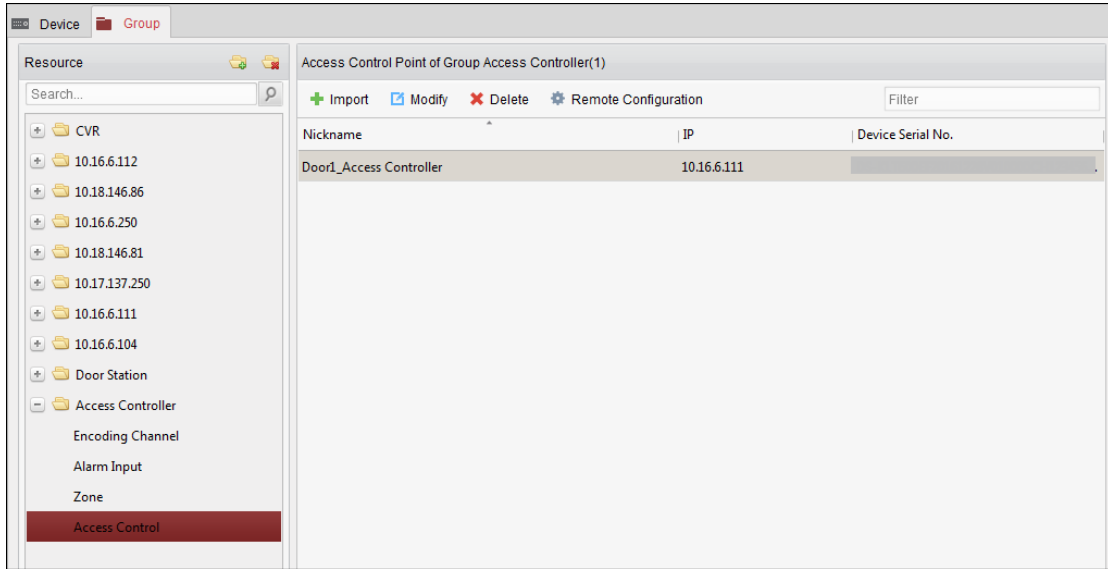 Device Group
Resource
Search...
CVR
10.16.6.112
10.18.146.86
10.16.6.250
10.18.146.81
10.17.137.250
10.16.6.111
10.16.6.104
Door Station
Access Controller
Encoding Channel
Alarm Input
Zone
Access Control
Access Control Point of Group Access Controller(1)
Import Modify Delete Remote Configuration Filter
Nickname IP Device Serial No.
Door1_Access Controller 10.16.6.111